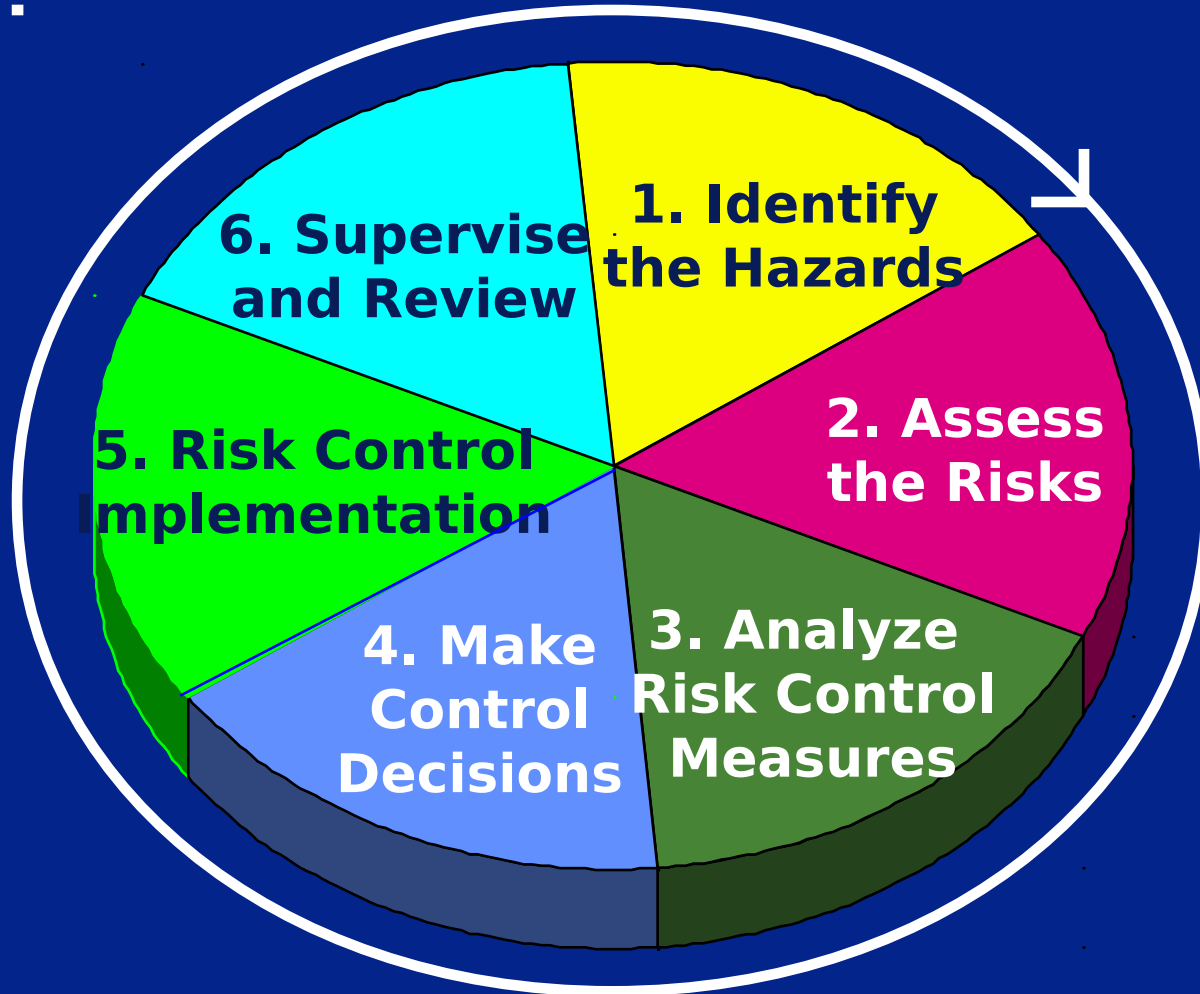 1. Identify
the Hazards
2. Assess
the Risks
3. Analyze
Risk Control
Measures
4. Make
Control
Decisions
5. Risk Control
Implementation
6. Supervise
and Review